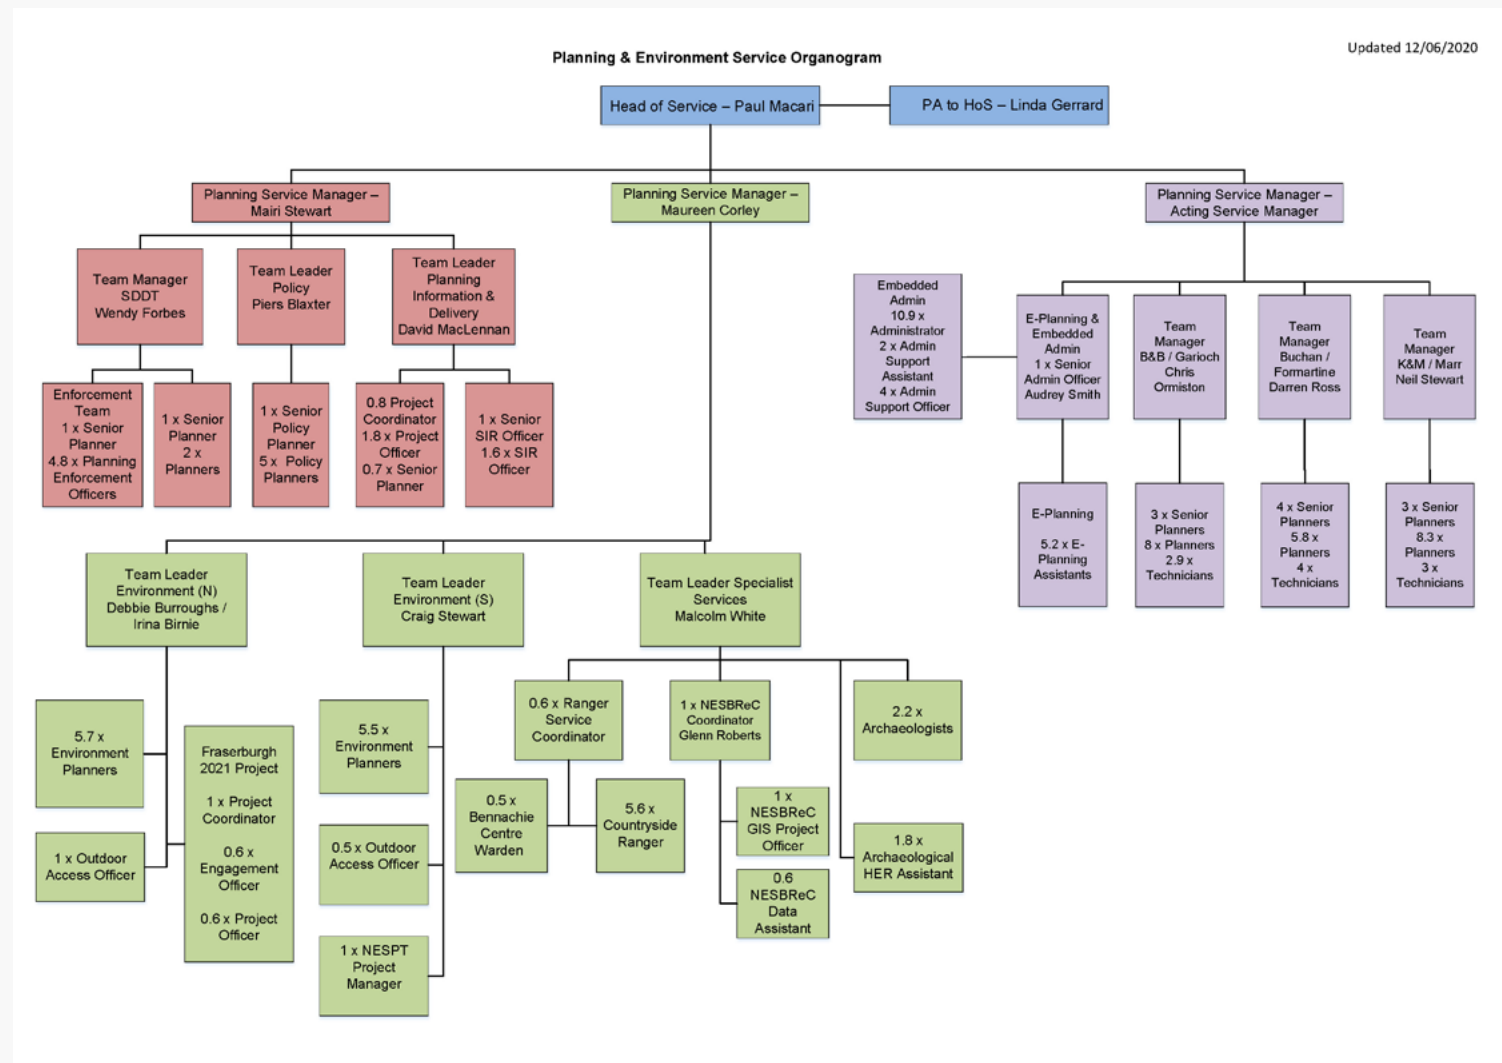 Updated 12/06/2020
Planning & Environment Service Organogram
Head of Service – Paul Macari
PA to HoS – Linda Gerrard
Planning Service Manager –
Mairi Stewart
Planning Service Manager –
Maureen Corley
Planning Service Manager –
Acting Service Manager
Team Manager
SDDT
Wendy Forbes
Team Leader
Policy
Piers Blaxter
Team Leader
Planning
Information &
Delivery
David MacLennan
Embedded
Admin
10.9 x
Administrator
2 x Admin
Support
Assistant
4 x Admin
Support Officer
E-Planning &
Embedded
Admin
1 x Senior
Admin Officer
Audrey Smith
Team
Manager
B&B / Garioch
Chris
Ormiston
Team
Manager
Buchan /
Formartine
Darren Ross
Team
Manager
K&M / Marr
Neil Stewart
Enforcement
Team
1 x Senior
Planner
4.8 x Planning
Enforcement
Officers
1 x Senior
Planner
2 x
Planners
1 x Senior
Policy
Planner
5 x Policy
Planners
0.8 Project
Coordinator
1.8 x Project
Officer
0.7 x Senior
Planner
1 x Senior
SIR Officer
1.6 x SIR
Officer
E-Planning
5.2 x E-
Planning
Assistants
3 x Senior
Planners
8 x Planners
2.9 x
Technicians
4 x Senior
Planners
5.8 x
Planners
4 x
Technicians
3 x Senior
Planners
8.3 x
Planners
3 x
Technicians
Team Leader
Environment (N)
Debbie Burroughs /
Irina Birnie
Team Leader
Environment (S)
Craig Stewart
Team Leader Specialist
Services
Malcolm White
5.7 x
Environment
Planners
1 x Outdoor
Access Officer
Fraserburgh
2021 Project
1 x Project
Coordinator
0.6 x
Engagement
Officer
0.6 x Project
Officer
5.5 x
Environment
Planners
0.5 x Outdoor
Access Officer
1 x NESPT
Project
Manager
0.6 x Ranger
Service
Coordinator
0.5 x
Bennachie
Centre
Warden
5.6 x
Countryside
Ranger
1 x NESBReC
Coordinator
Glenn Roberts
1 x
NESBReC
GIS Project
Officer
0.6
NESBReC
Data
Assistant
2.2 x
Archaeologists
1.8 x
Archaeological
HER Assistant